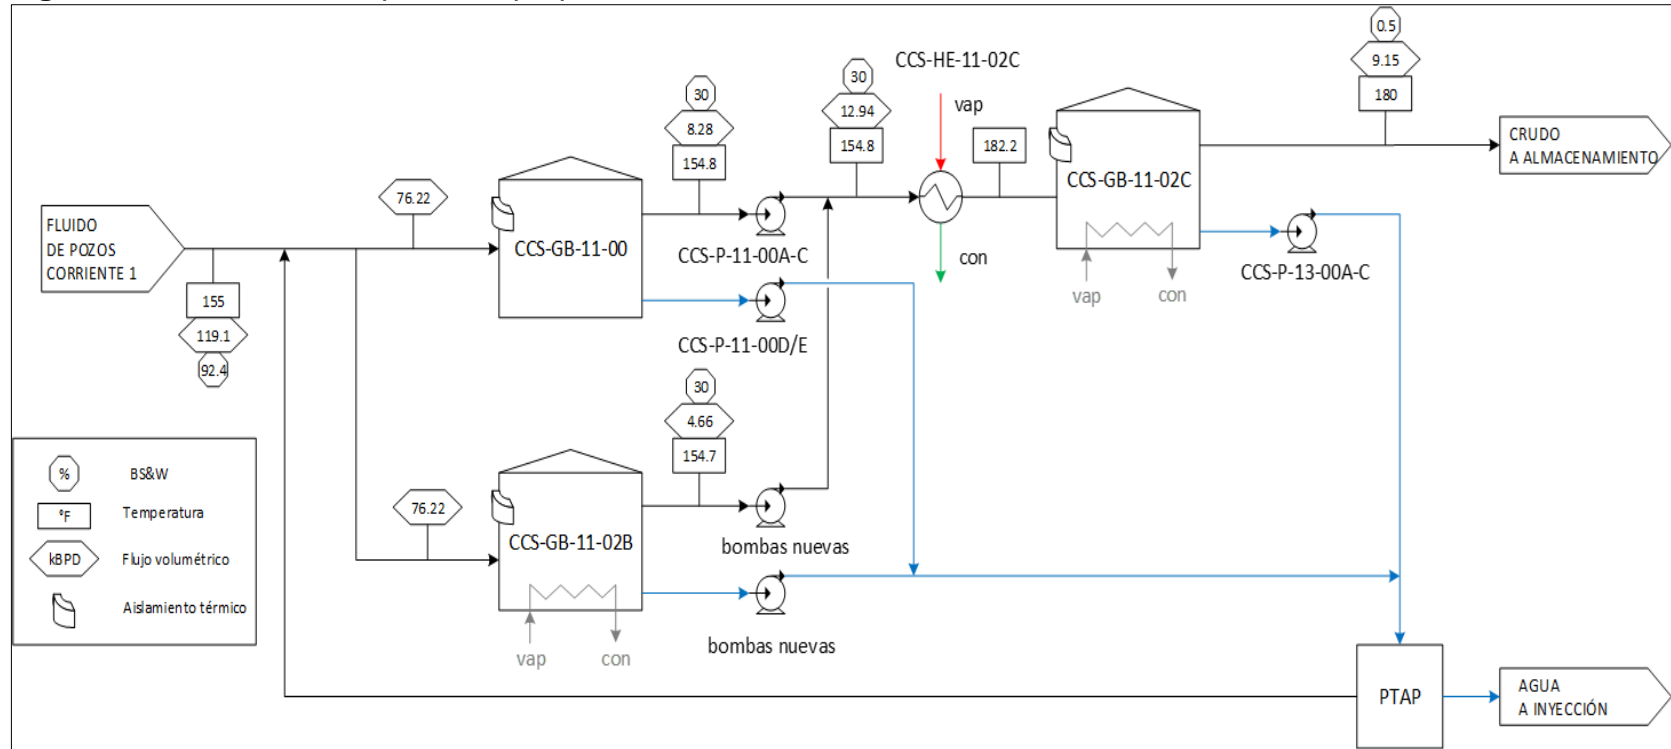 0.5
9.15
180
CCS-HE-11-02C
30
8.28
154.8
30
12.94
154.8
vap
182.2
CRUDO
A ALMACENAMIENTO
CCS-GB-11-02C
76.22
FLUIDO
DE POZOS
CORRIENTE 1
CCS-GB-11-00
CCS-P-11-00A-C
con
CCS-P-13-00A-C
vap
con
155
119.1
92.4
CCS-P-11-00D/E
30
4.66
154.7
%
BS&W
°F
Temperatura
kBPD
Flujo volumétrico
Aislamiento térmico
76.22
CCS-GB-11-02B
bombas nuevas
vap
con
bombas nuevas
PTAP
AGUA
A INYECCIÓN